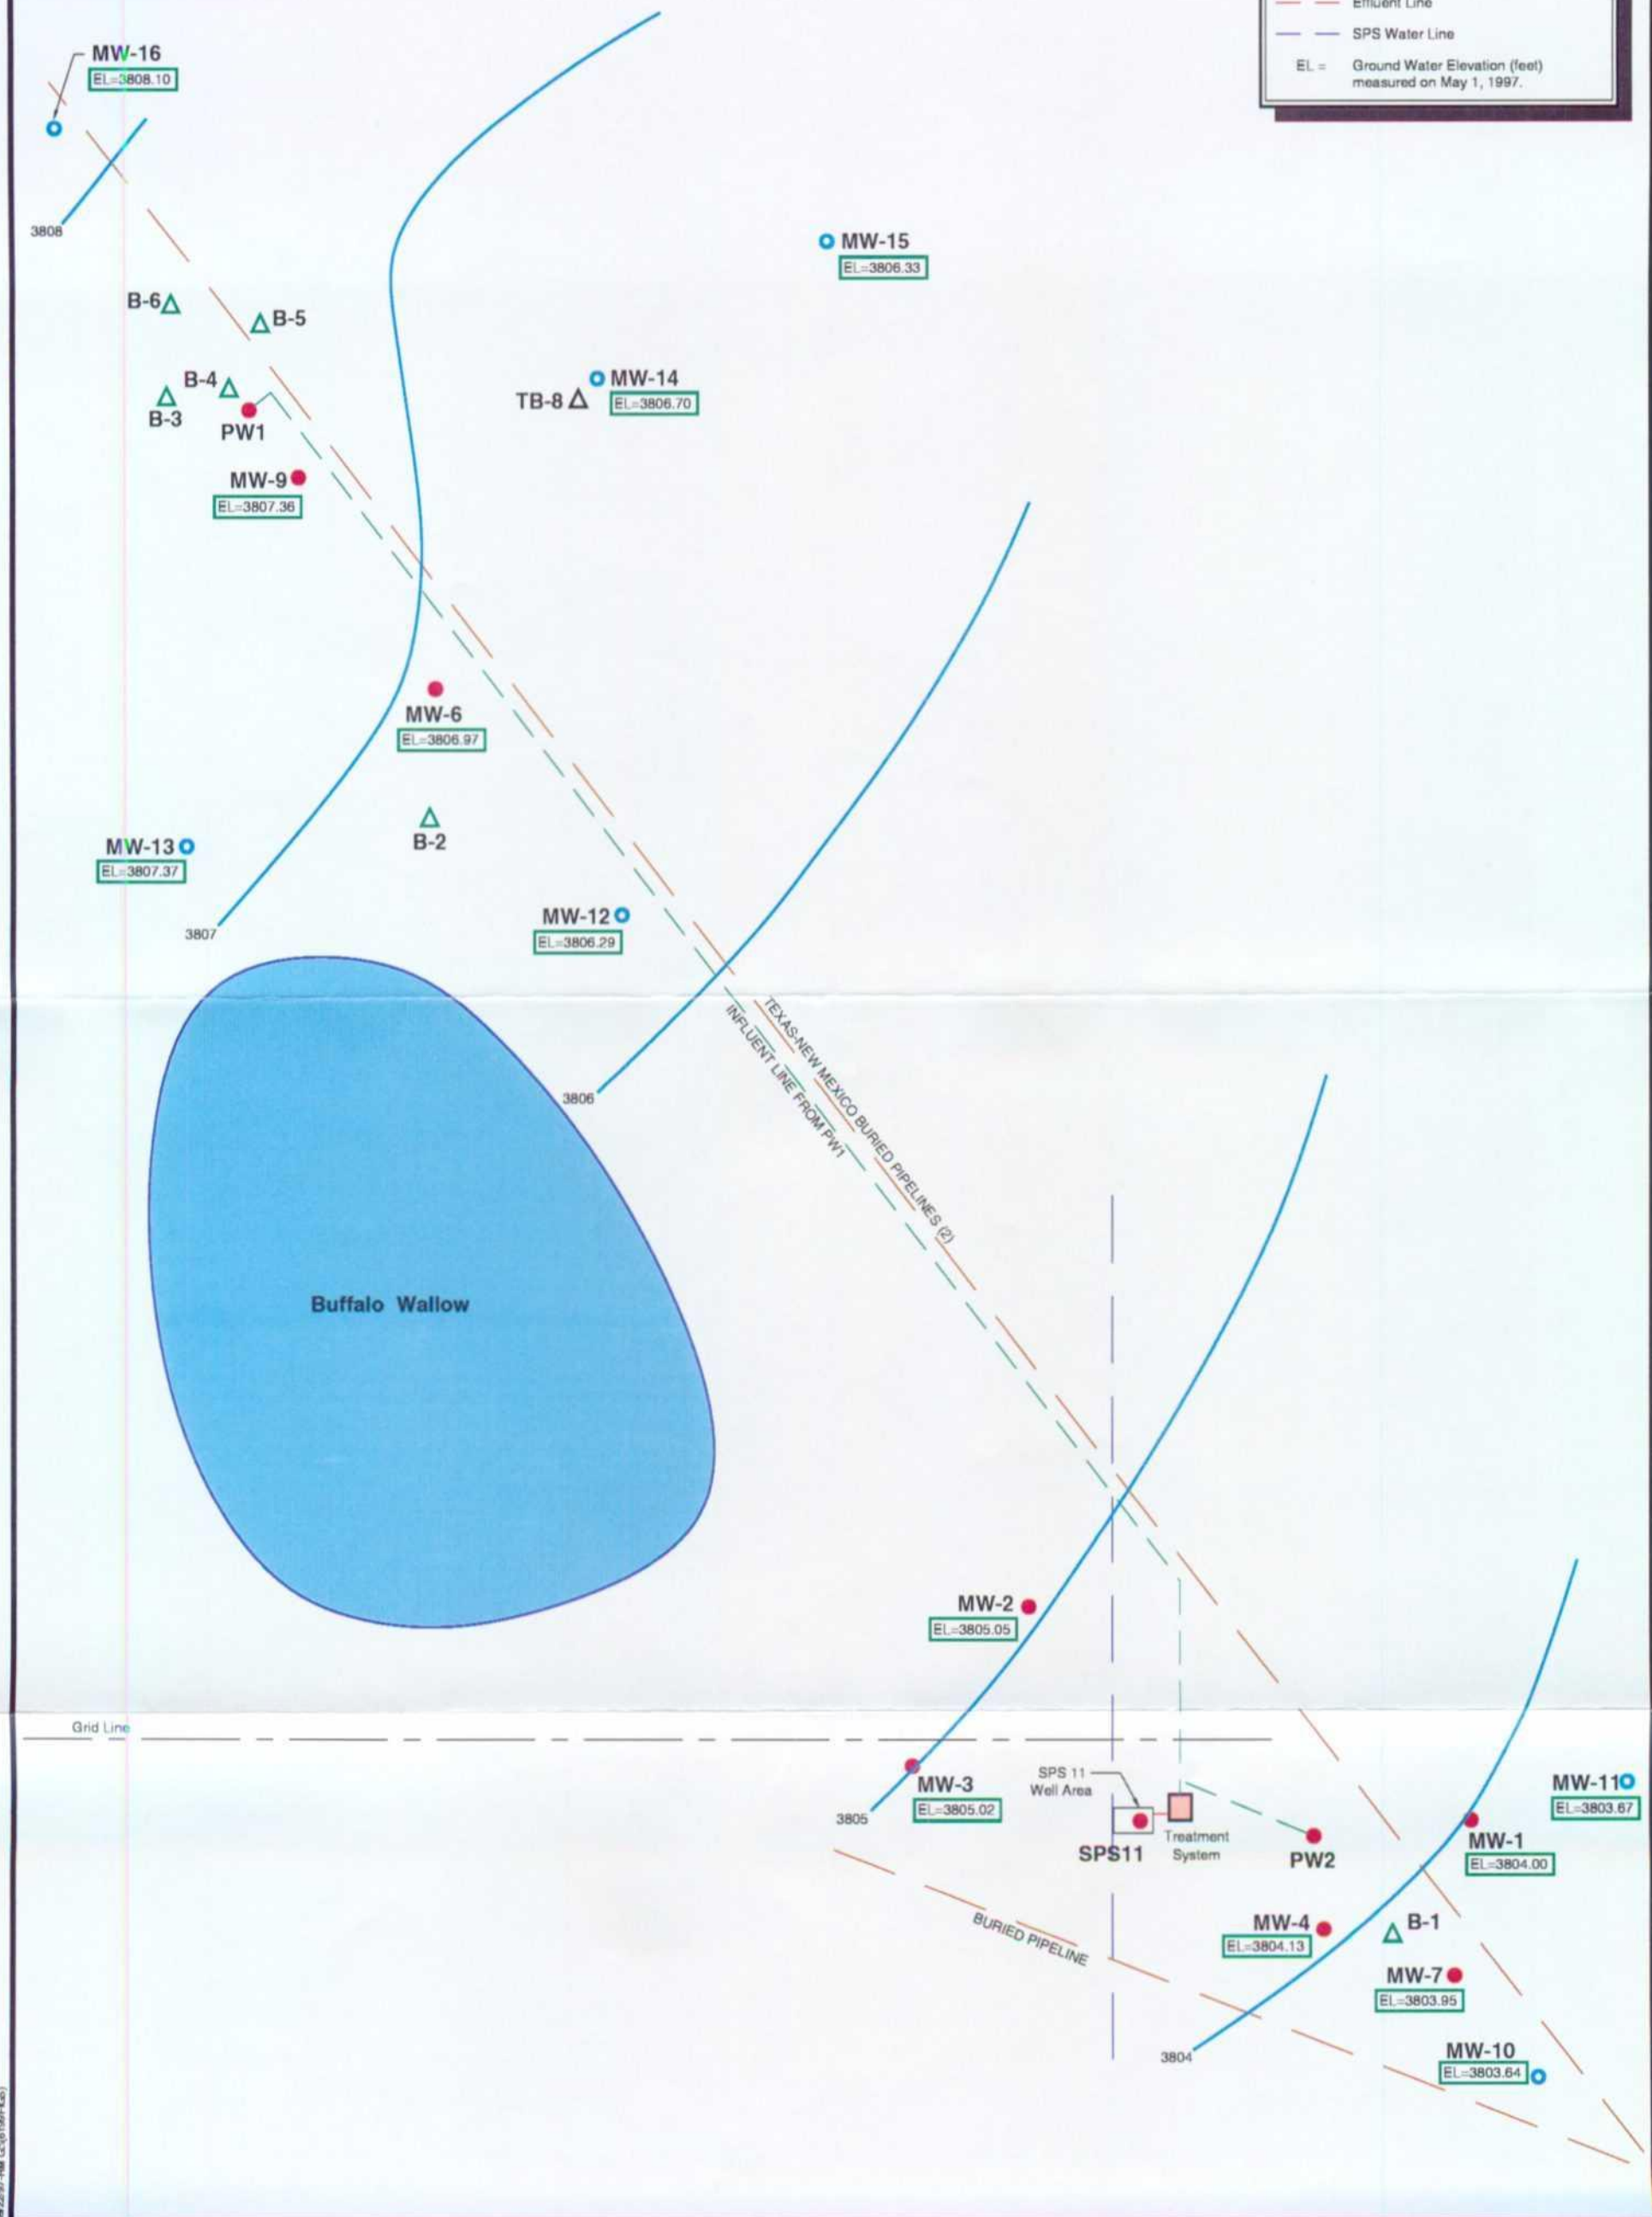 Effluent Line
SPS Water Line
EL = Ground Water Elevation (feet)
measured on May 1, 1997.
MW-16
EL=3808.10
3808
MW-15
EL=3806.33
B-6
B-5
B-4
B-3
PW1
TB-8
MW-14
EL=3806.70
MW-9
EL=3807.36
MW-6
EL=3806.97
B-2
MW-13
EL=3807.37
3807
MW-12
EL=3806.29
3806
TEXAS-NEW MEXICO BURIED PIPELINES (2)
INFLUENT LINE FROM PW1
Buffalo Wallow
MW-2
EL=3805.05
Grid Line
MW-3
EL=3805.02
3805
SPS 11
Well Area
SPS11
Treatment
System
PW2
MW-11
EL=3803.67
MW-1
EL=3804.00
BURIED PIPELINE
MW-4
EL=3804.13
B-1
MW-7
EL=3803.95
3804
MW-10
EL=3803.64